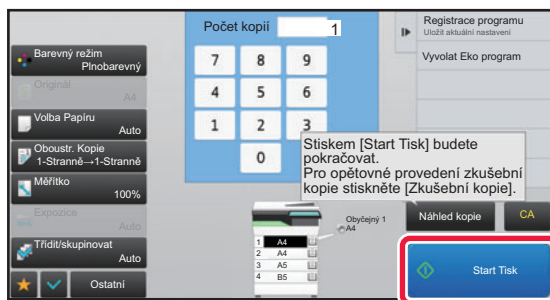 Počet kopií
1
Registrace programu
Uložit aktuální nastavení
Vyvolat Eko program
Barevný režim
Plnobarevný
Originál
A4
Volba Papíru
Auto
Oboustr. Kopie
1-Stranně→1-Stranně
Měřítko
100%
Expozice
Auto
Třídit/skupinovat
Auto
Ostatní
7 8 9
4 5 6
1 2 3
0
Stiskem [Start Tisk] budete
pokračovat.
Pro opětovné provedení zkušební
kopie stiskněte [Zkušební kopie].
Obyčejný 1
A4
1 A4
2 A4
3 A5
4 B5
Náhled kopie
CA
Start Tisk